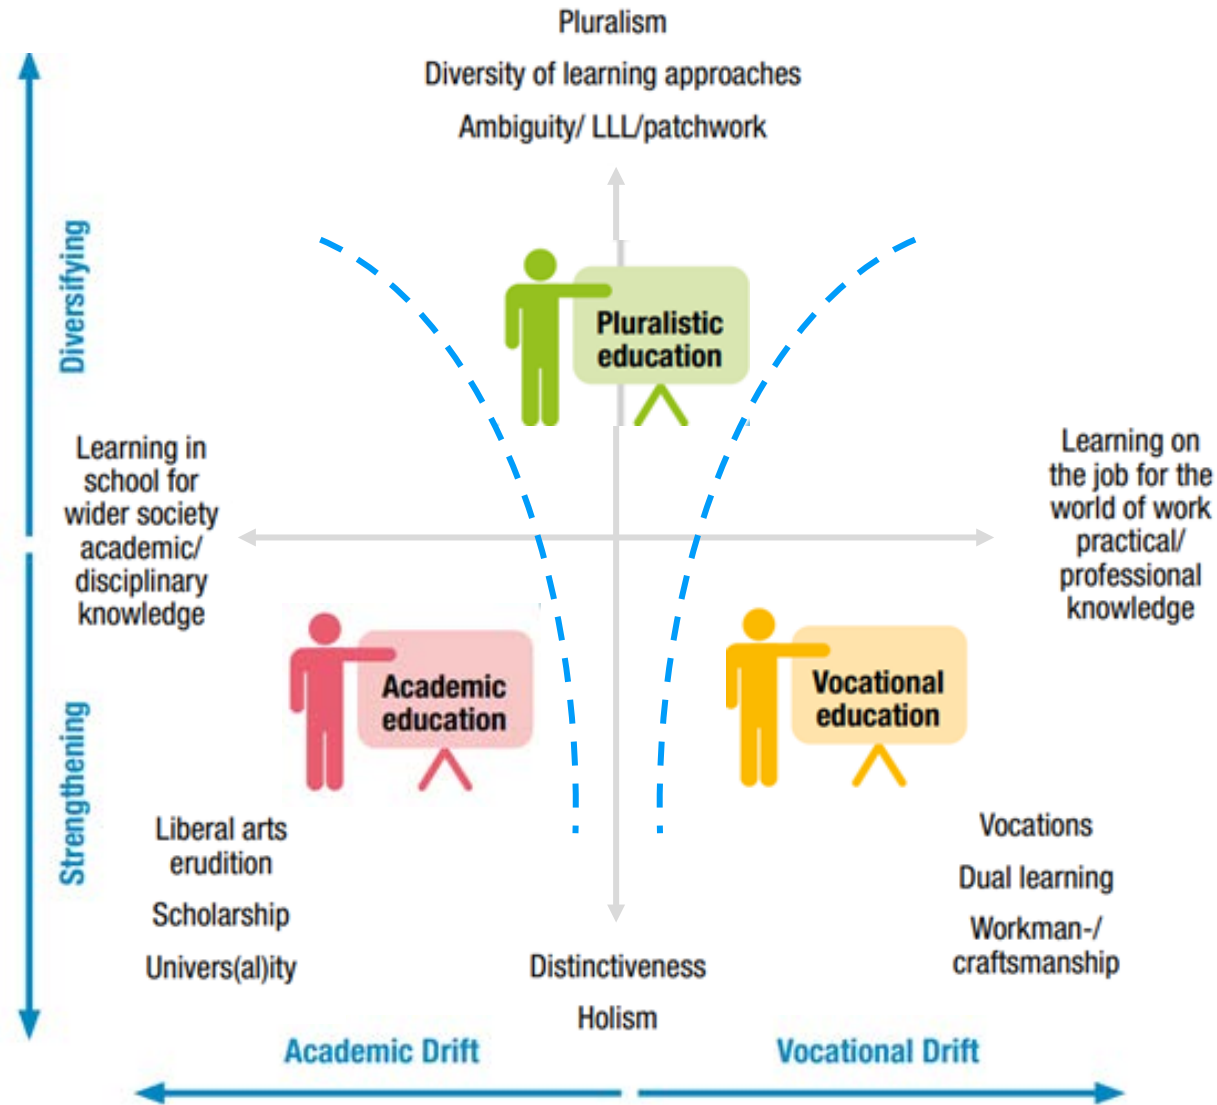 Pluralism
Diversity of learning approaches
Ambiguity/ LLL/patchwork
Diversifying
Pluralistic
education
Learning in
school for
wider society
academic/
disciplinary
knowledge
Learning on
the job for the
world of work
practical/
professional
knowledge
Academic
education
Vocational
education
Strengthening
Liberal arts
erudition
Scholarship
Univers(al)ity
Vocations
Dual learning
Workman-/
craftsmanship
Distinctiveness
Holism
Academic Drift
Vocational Drift